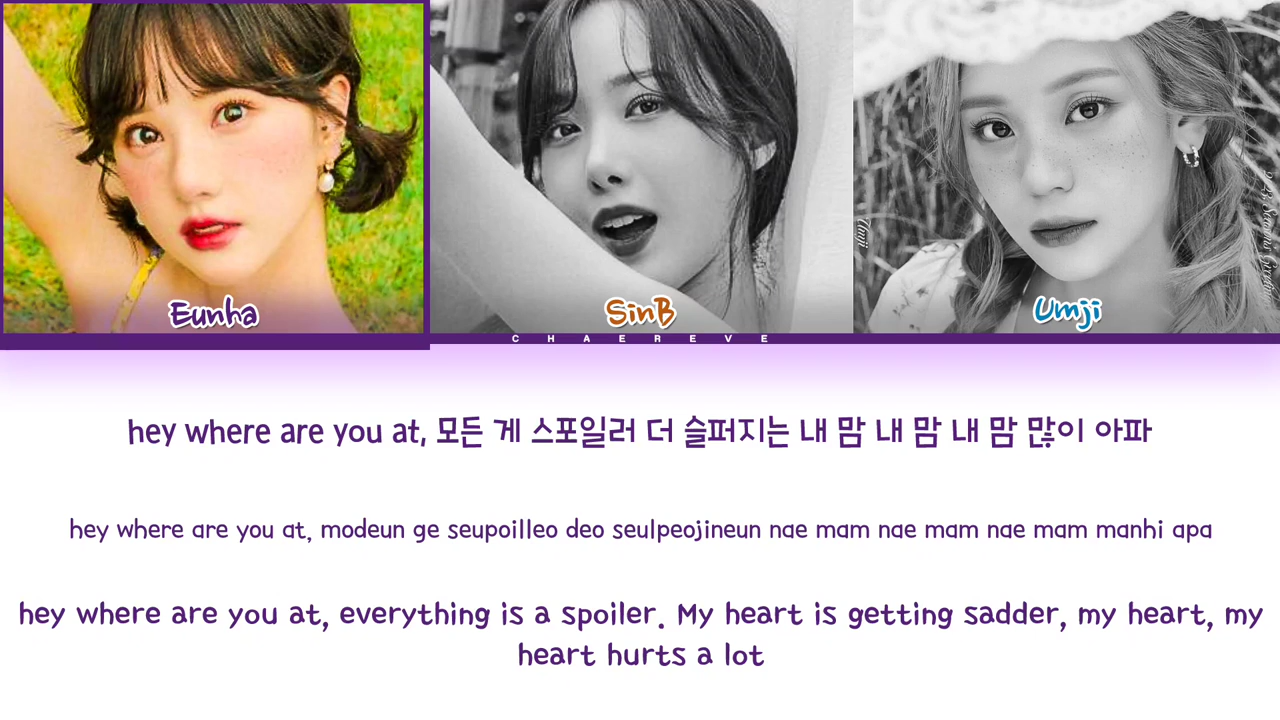 Eunha
SinB
Umji
Umji
CHAEREVE
hey where are you at, 모든 게 스포일러 더 슬퍼지는 내 맘 내 맘 내 맘 많이 아파
hey where are you at, modeun ge seupoilleo deo seulpeojineun nae mam nae mam nae mam manhi apa
hey where are you at, everything is a spoiler. My heart is getting sadder, my heart, my
heart hurts a lot